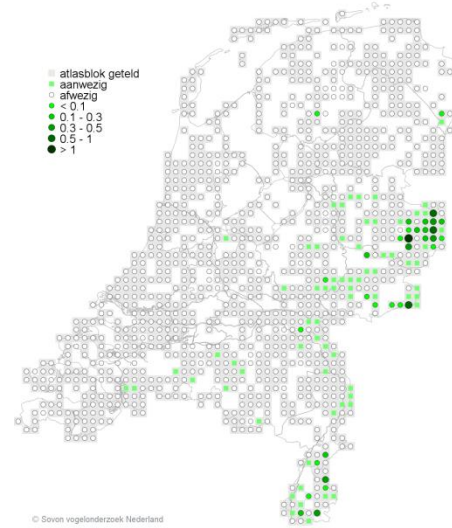 atlasblok geteld
aanwezig
afwezig
< 0.1
0.1 - 0.3
0.3 - 0.5
0.5 - 1
> 1
© Sovon vogelonderzoek Nederland